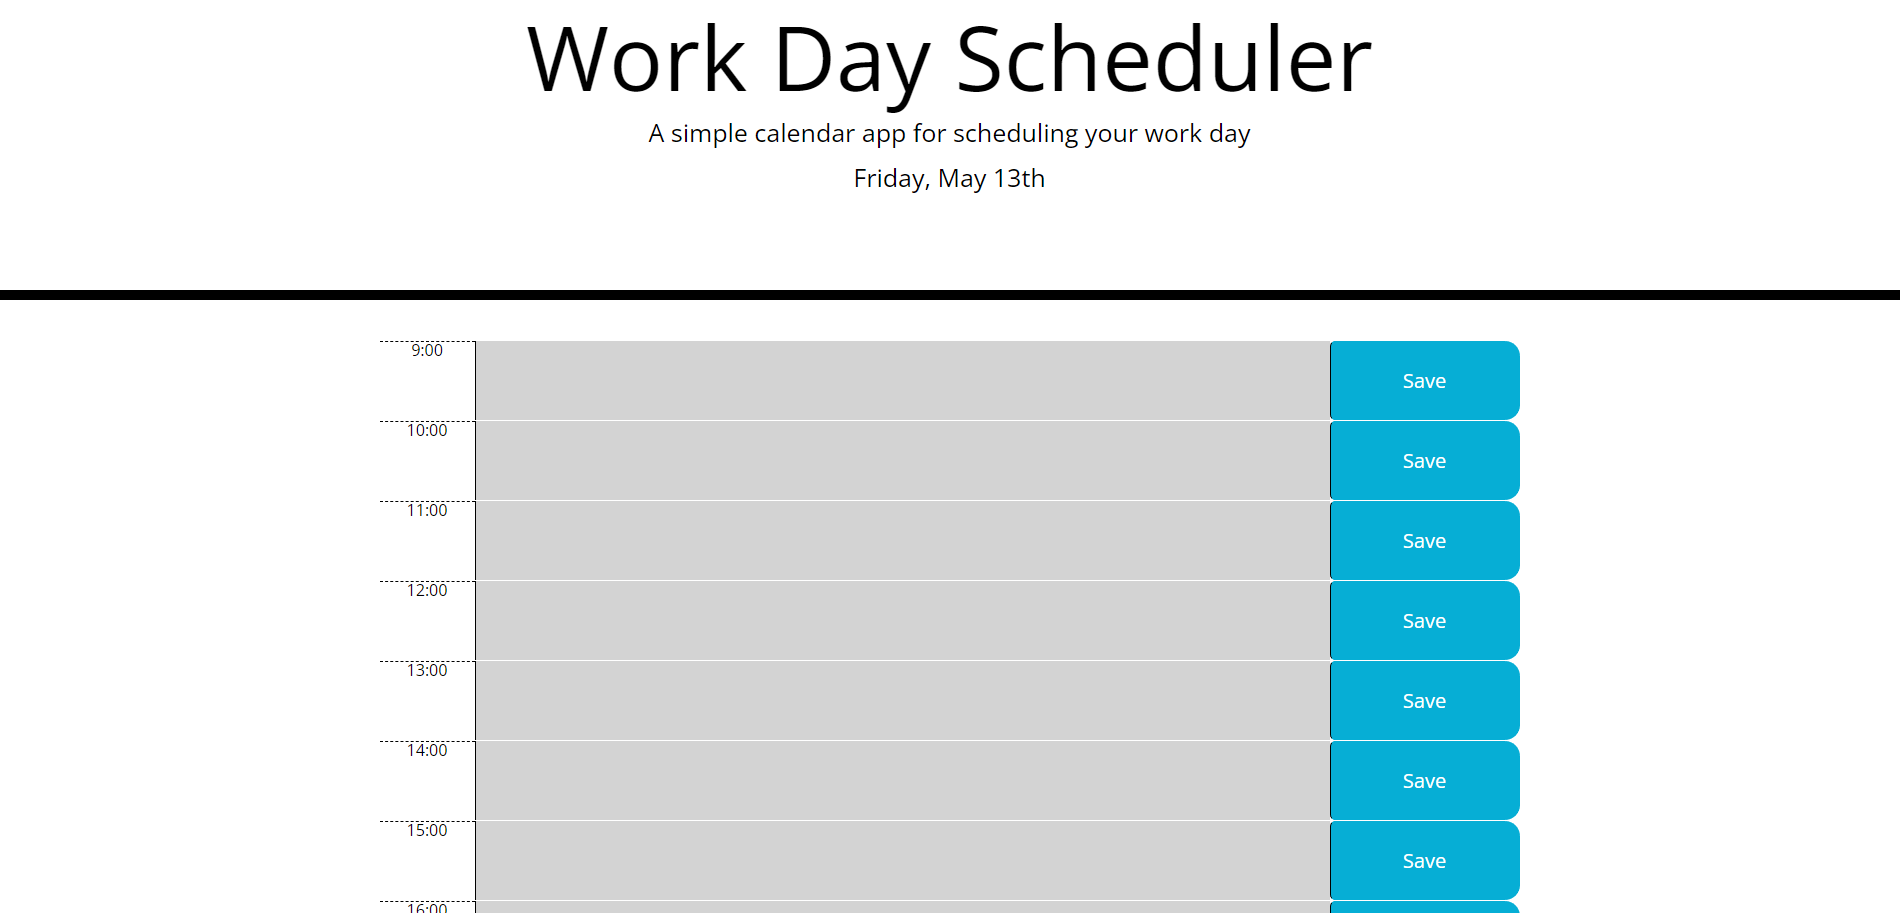 Work Day Scheduler
A simple calendar app for scheduling your work day
Friday, May 13th
9:00
Save
10:00
Save
11:00
Save
12:00
Save
13:00
Save
14:00
Save
15:00
Save
16:00